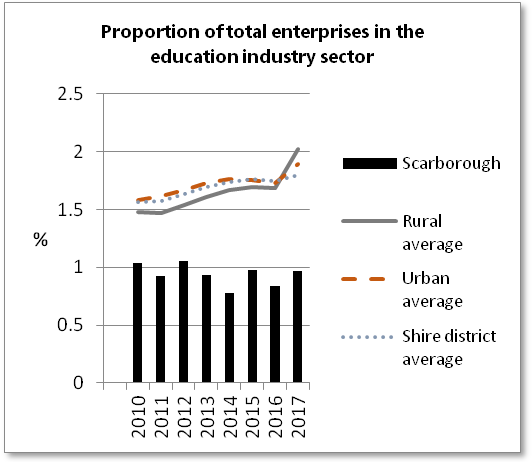 Proportion of total enterprises in the
education industry sector
2.5
2
1.5
1
0.5
0
%
2010
2011
2012
2013
2014
2015
2016
2017
Scarborough
Rural
average
Urban
average
Shire district
average